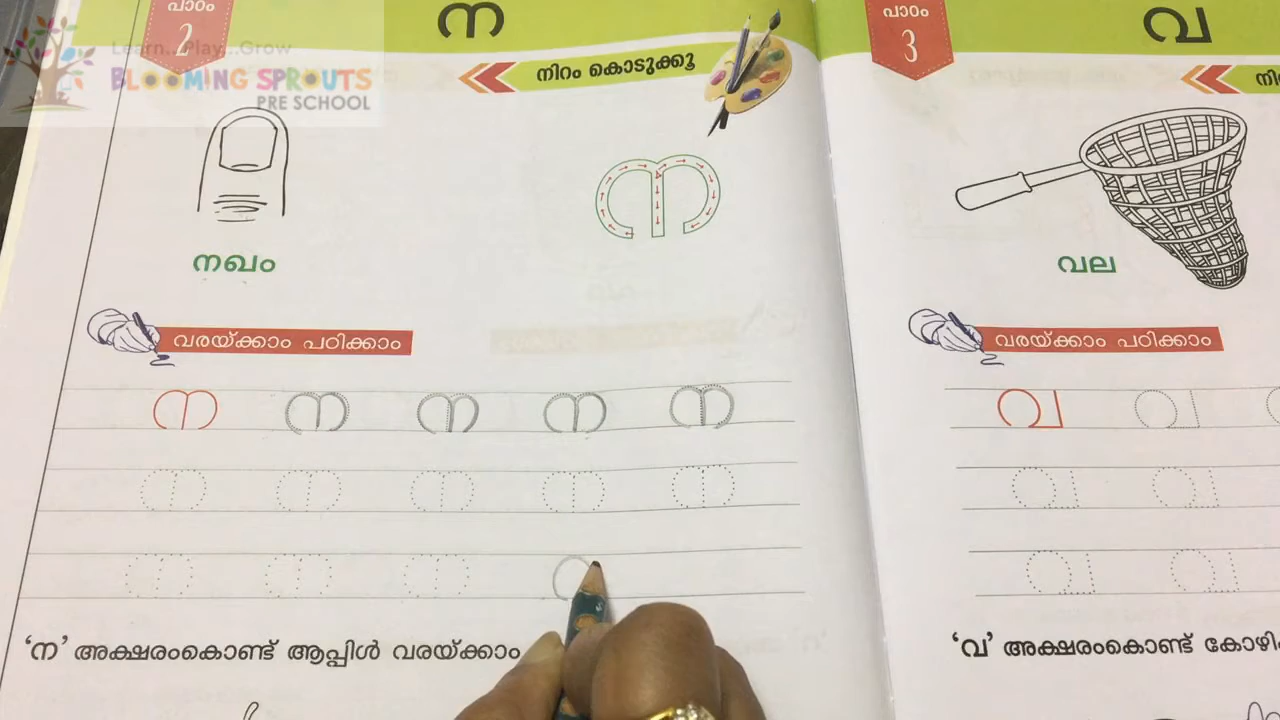 Learn...Play...Grow
BLOOMING SPROUTS
PRE SCHOOL
പാഠം
2
ന
നിറം കൊടുക്കൂ
നഖം
വരയ്ക്കാം പഠിക്കാം
ന ന ന ന ന
ന ന ന ന ന
ന ന ന
'ന' അക്ഷരംകൊണ്ട് ആപ്പിൾ വരയ്ക്കാം
പാഠം
3
വ
വല
വരയ്ക്കാം പഠിക്കാം
വ വ
വ വ
വ വ
'വ' അക്ഷരംകൊണ്ട്